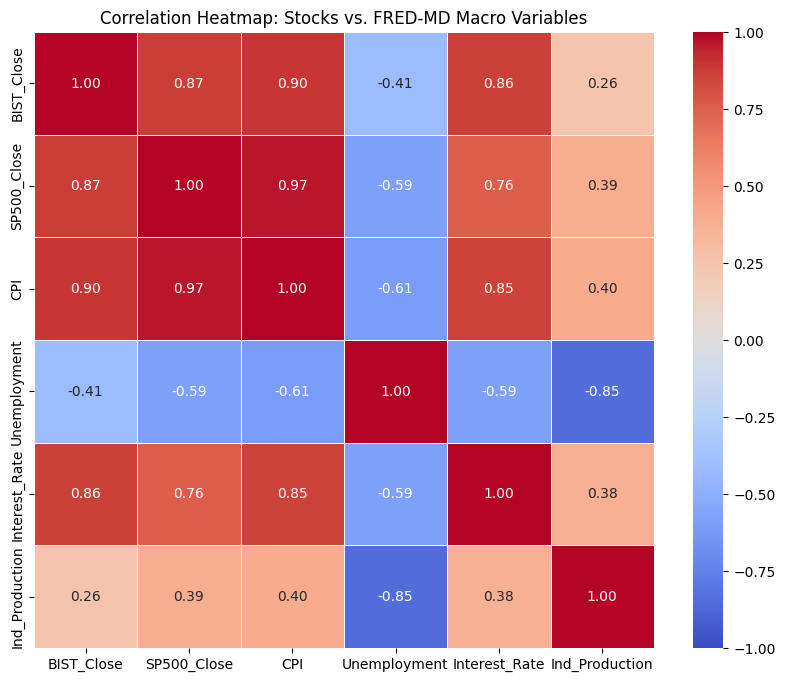 Correlation Heatmap: Stocks vs. FRED-MD Macro Variables
BIST_Close
1.00 0.87 0.90 -0.41 0.86 0.26
SP500_Close
0.87 1.00 0.97 -0.59 0.76 0.39
CPI
0.90 0.97 1.00 -0.61 0.85 0.40
Unemployment
-0.41 -0.59 -0.61 1.00 -0.59 -0.85
Interest_Rate
0.86 0.76 0.85 -0.59 1.00 0.38
Ind_Production
0.26 0.39 0.40 -0.85 0.38 1.00
BIST_Close SP500_Close CPI Unemployment Interest_Rate Ind_Production
1.00
0.75
0.50
0.25
0.00
−0.25
−0.50
−0.75
−1.00